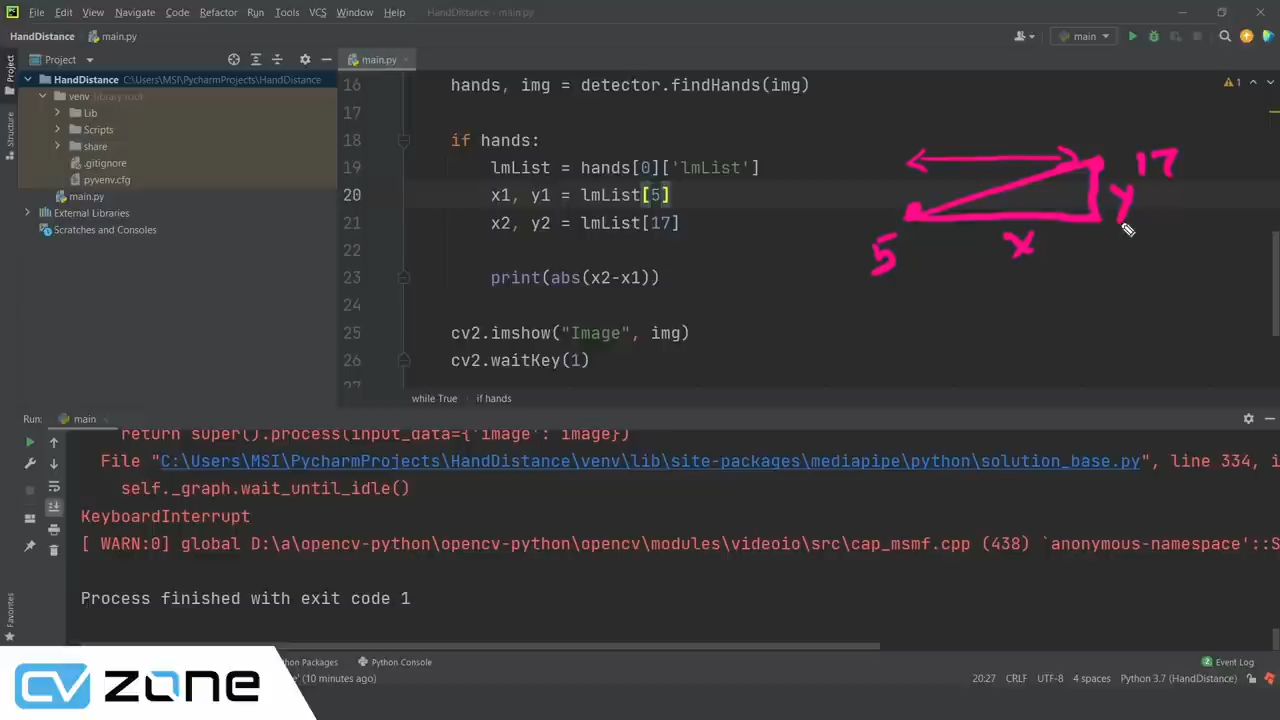 PC File Edit View Navigate Code Refactor Run Tools VCS Window Help HandDistance - main.py
HandDistance main.py main
Project main.py
Project
Structure
Favorites
HandDistance C:\Users\MSI\PycharmProjects\HandDistance
venv library root
Lib
Scripts
share
.gitignore
pyvenv.cfg
main.py
External Libraries
Scratches and Consoles
16 hands, img = detector.findHands(img)
17
18 if hands:
19 lmList = hands[0]['lmList']
20 x1, y1 = lmList[5]
21 x2, y2 = lmList[17]
22
23 print(abs(x2-x1))
24
25 cv2.imshow("Image", img)
26 cv2.waitKey(1)
27
1
17
y
5
x
while True if hands
Run: main
return super().process(input_data={'image': image})
File "C:\Users\MSI\PycharmProjects\HandDistance\venv\lib\site-packages\mediapipe\python\solution_base.py", line 334, i
self._graph.wait_until_idle()
KeyboardInterrupt
[ WARN:0] global D:\a\opencv-python\opencv-python\opencv\modules\videoio\src\cap_msmf.cpp (438) `anonymous-namespace'::S
Process finished with exit code 1
Packages Python Console 2 Event Log
(10 minutes ago) 20:27 CRLF UTF-8 4 spaces Python 3.7 (HandDistance)
CV ZONE